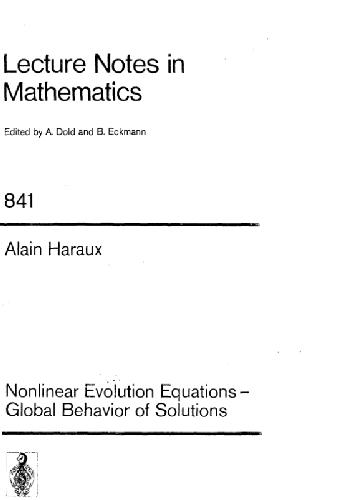 Lecture Notes in
Mathematics
Edited by A. Dold and B. Eckmann
841
Alain Haraux
Nonlinear Evolution Equations –
Global Behavior of Solutions